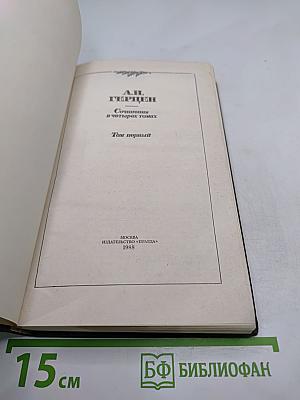 А.И.
ГЕРЦЕН
Сочинения
в четырех томах
Том первый
МОСКВА
ИЗДАТЕЛЬСТВО «ПРАВДА»
1988
15 см
БФ БИБЛИОФАН